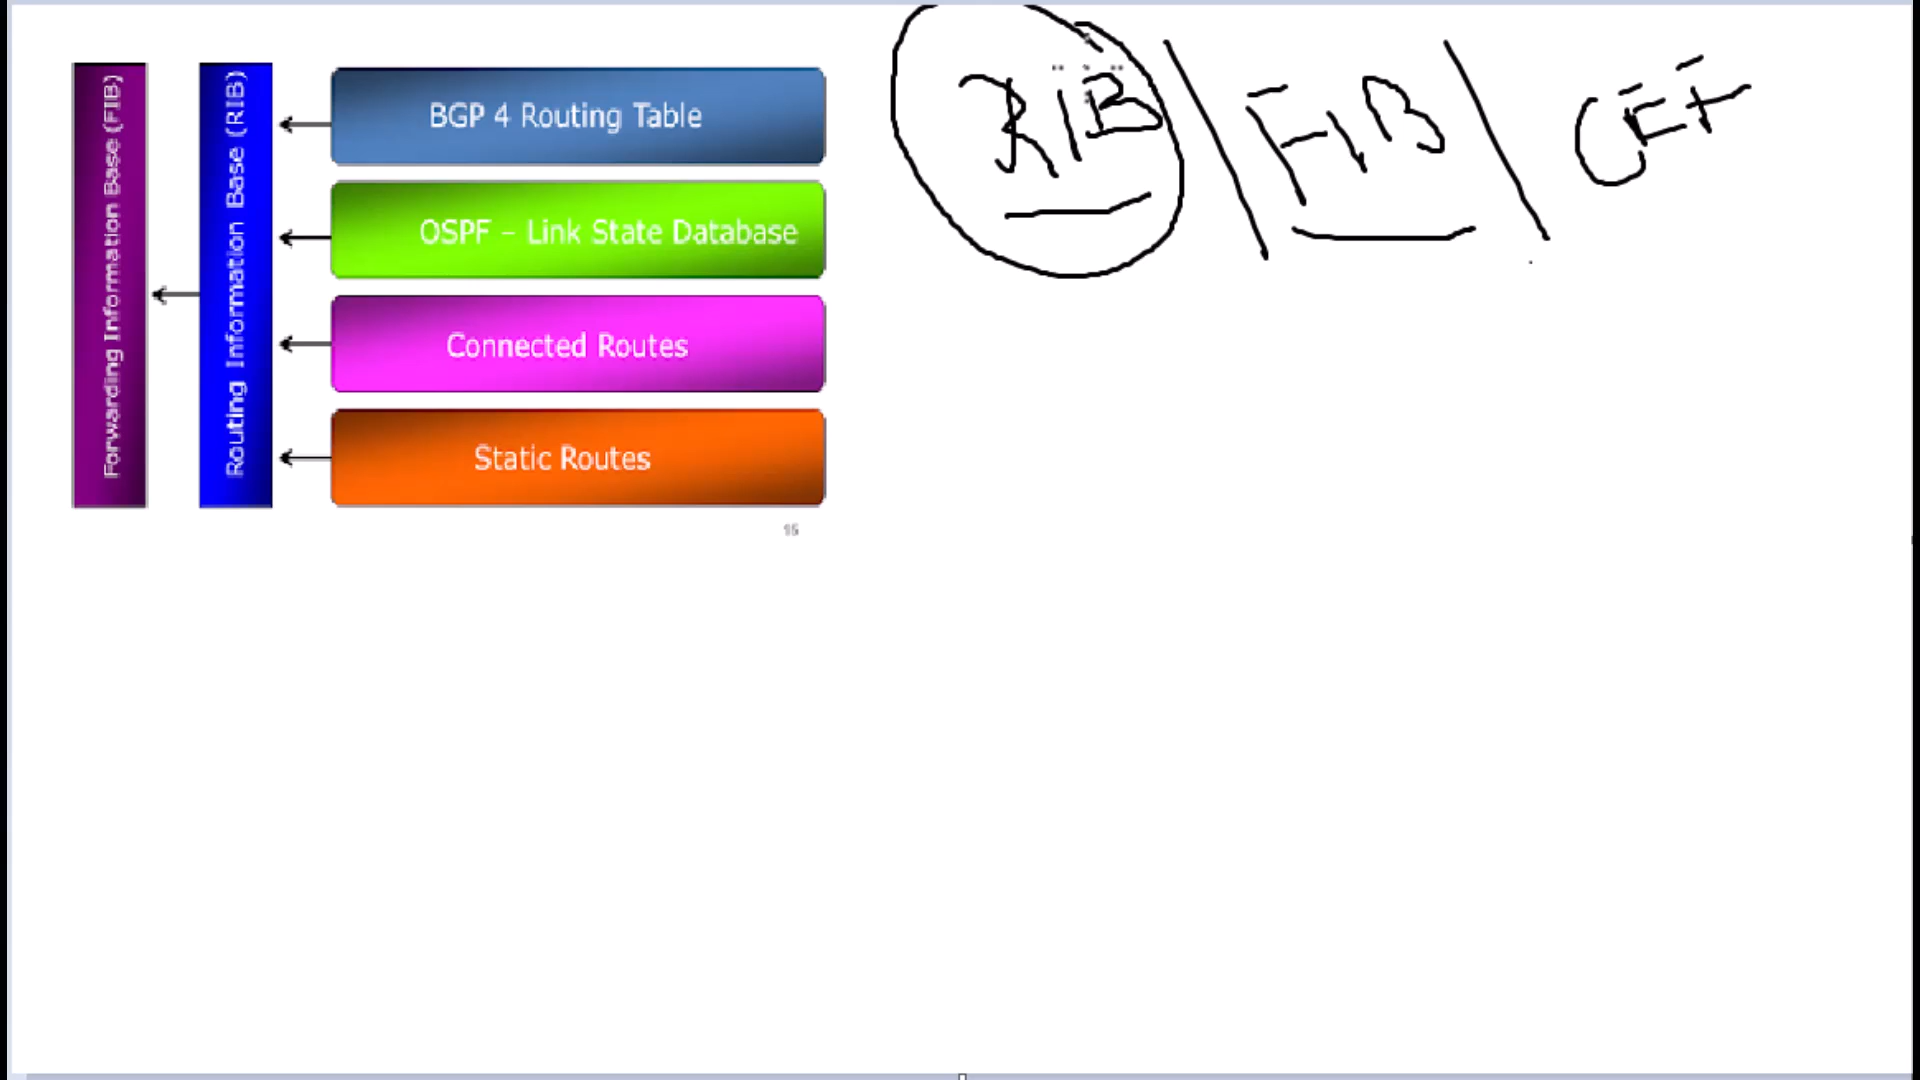 Forwarding Information Base (FIB)
Routing Information Base (RIB)
BGP 4 Routing Table
OSPF – Link State Database
Connected Routes
Static Routes
15
RIB / FIB / CEF